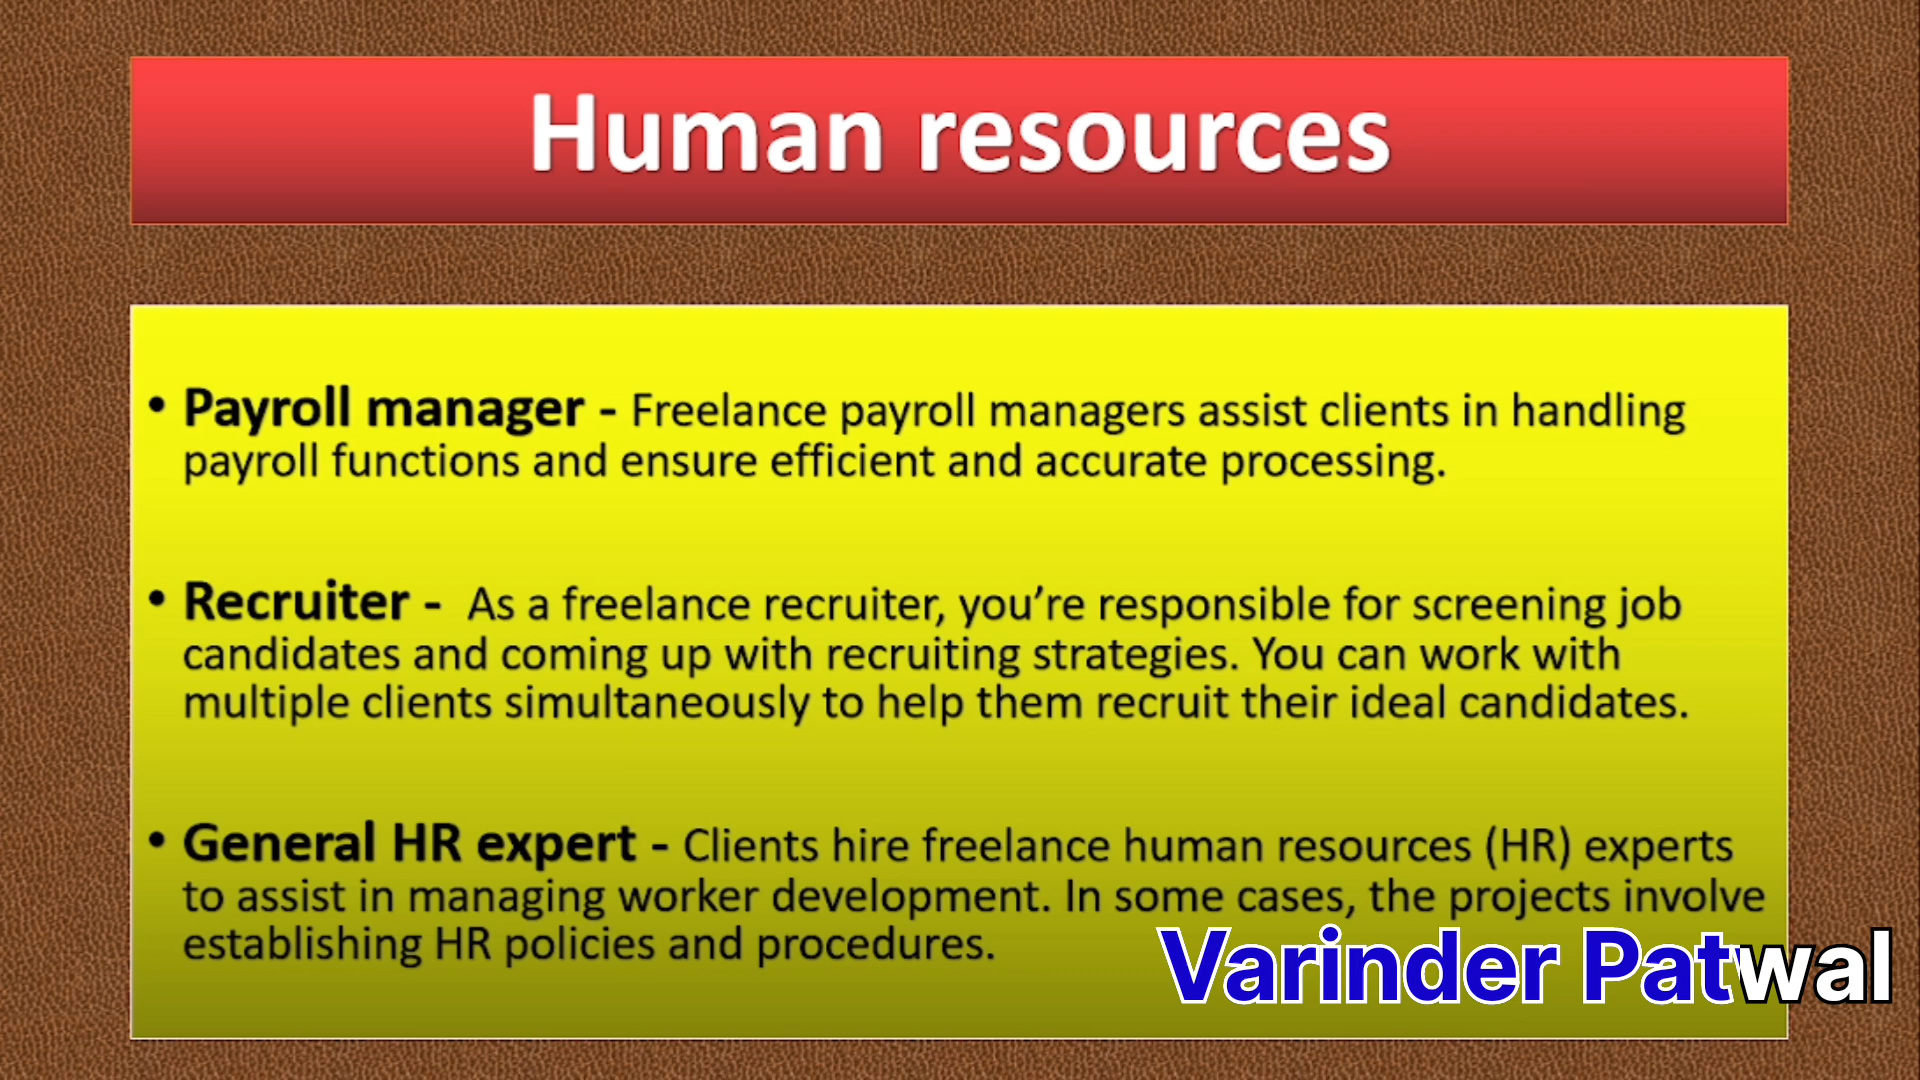 Human resources
• Payroll manager - Freelance payroll managers assist clients in handling
payroll functions and ensure efficient and accurate processing.
• Recruiter -  As a freelance recruiter, you’re responsible for screening job
candidates and coming up with recruiting strategies. You can work with
multiple clients simultaneously to help them recruit their ideal candidates.
• General HR expert - Clients hire freelance human resources (HR) experts
to assist in managing worker development. In some cases, the projects involve
establishing HR policies and procedures.
Varinder Patwal